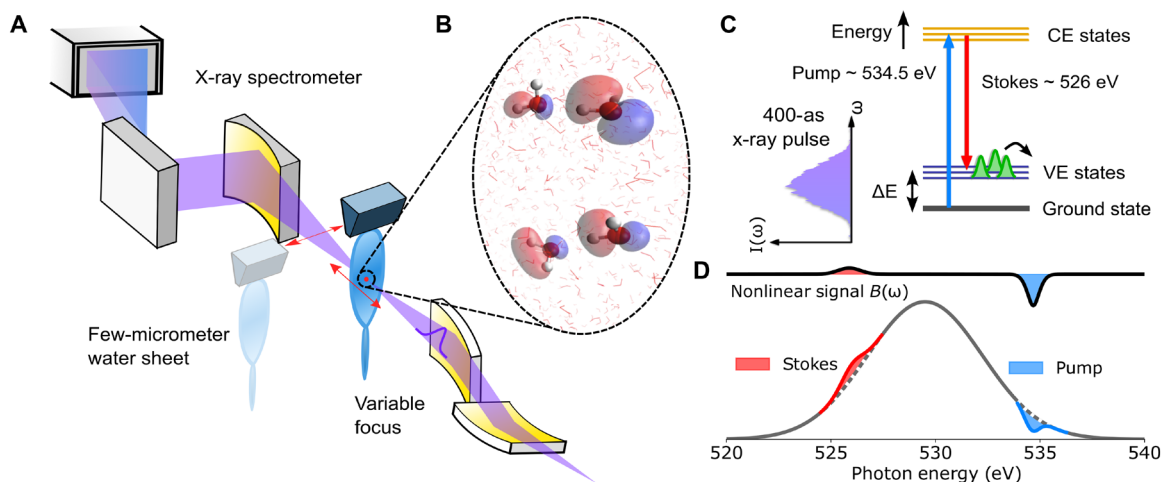 A
X-ray spectrometer
Few-micrometer
water sheet
Variable
focus
B
C
Energy
CE states
Pump ~ 534.5 eV
Stokes ~ 526 eV
400-as
x-ray pulse
ω
I(ω)
ΔE
VE states
Ground state
D
Nonlinear signal B(ω)
Stokes
Pump
520
525
530
535
540
Photon energy (eV)